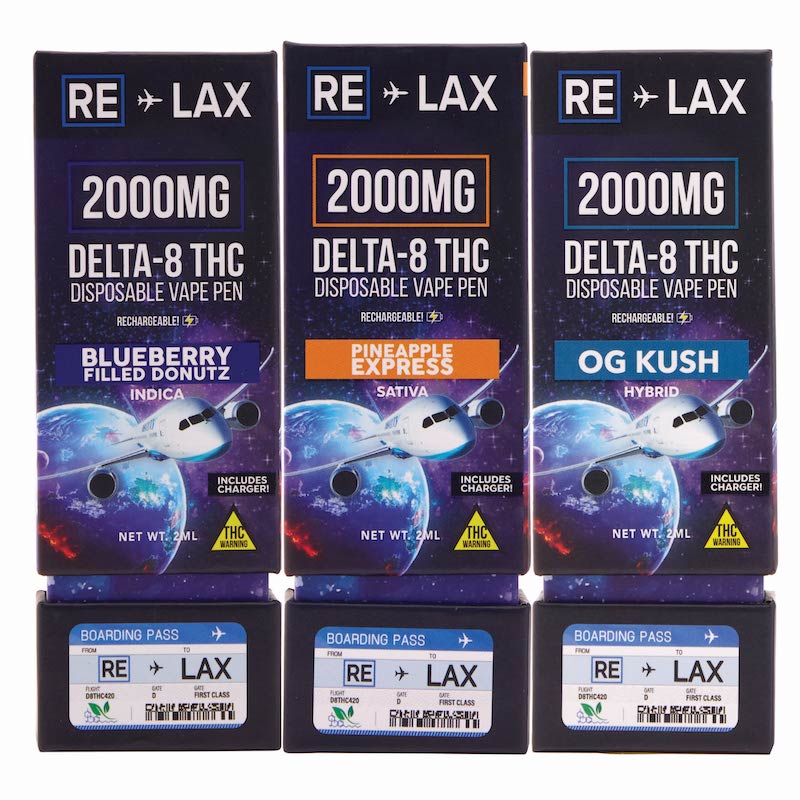 RE LAX
2000MG
DELTA-8 THC
DISPOSABLE VAPE PEN
RECHARGEABLE!
BLUEBERRY
FILLED DONUTZ
INDICA
INCLUDES
CHARGER!
NET WT. 2ML
THC
WARNING
BOARDING PASS
FROM TO
RE LAX
FLIGHT GATE GATE
D8THC420 D FIRST CLASS
RE LAX
2000MG
DELTA-8 THC
DISPOSABLE VAPE PEN
RECHARGEABLE!
PINEAPPLE
EXPRESS
SATIVA
INCLUDES
CHARGER!
NET WT. 2ML
THC
WARNING
BOARDING PASS
FROM TO
RE LAX
FLIGHT GATE GATE
D8THC420 D FIRST CLASS
RE LAX
2000MG
DELTA-8 THC
DISPOSABLE VAPE PEN
RECHARGEABLE!
OG KUSH
HYBRID
INCLUDES
CHARGER!
NET WT. 2ML
THC
WARNING
BOARDING PASS
FROM TO
RE LAX
FLIGHT GATE GATE
D8THC420 D FIRST CLASS